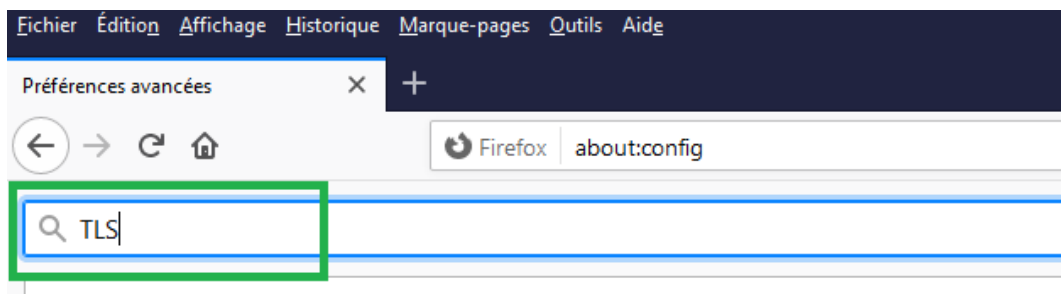 Fichier Édition Affichage Historique Marque-pages Outils Aide
Préférences avancées
Firefox about:config
TLS